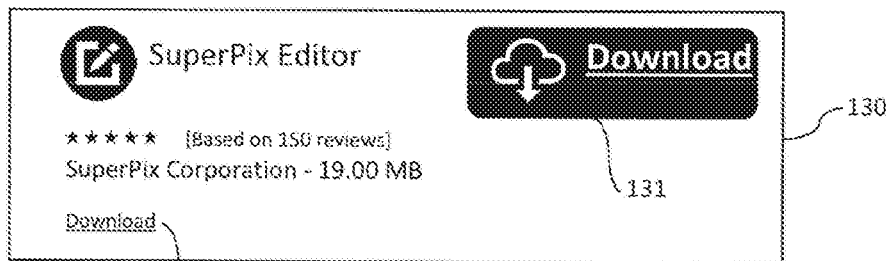 SuperPix Editor
Download
★★★★★ [Based on 150 reviews]
SuperPix Corporation - 19.00 MB
Download
130
131